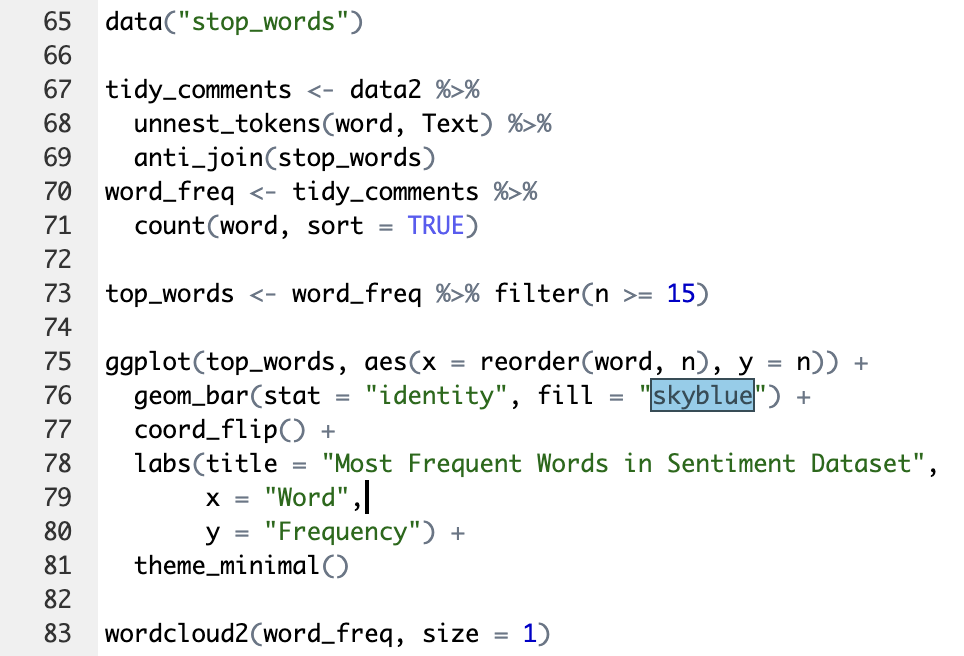 65 data("stop_words")
66
67 tidy_comments <- data2 %>%
68   unnest_tokens(word, Text) %>%
69   anti_join(stop_words)
70 word_freq <- tidy_comments %>%
71   count(word, sort = TRUE)
72
73 top_words <- word_freq %>% filter(n >= 15)
74
75 ggplot(top_words, aes(x = reorder(word, n), y = n)) +
76   geom_bar(stat = "identity", fill = "skyblue") +
77   coord_flip() +
78   labs(title = "Most Frequent Words in Sentiment Dataset",
79        x = "Word",
80        y = "Frequency") +
81   theme_minimal()
82
83 wordcloud2(word_freq, size = 1)